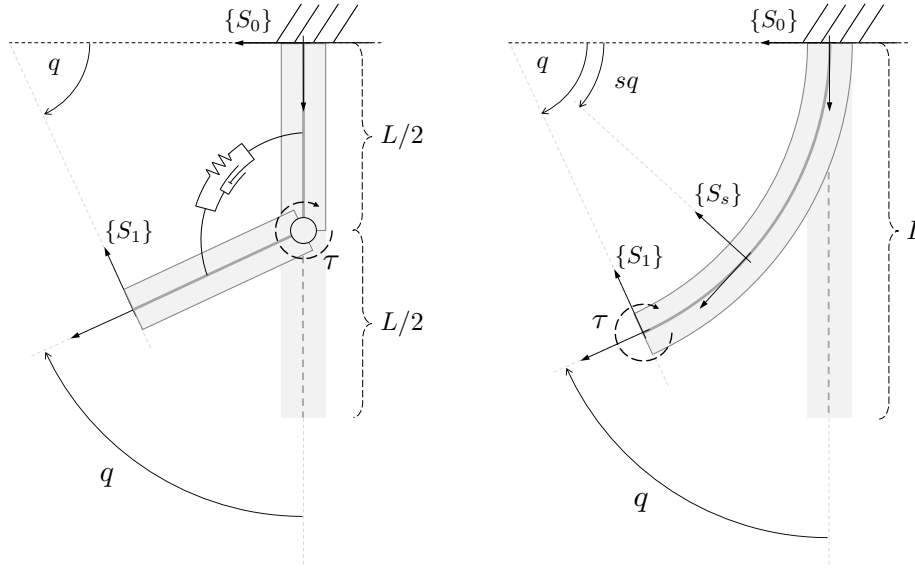 {S_0}
q
L/2
{S_1}
τ
L/2
q
{S_0}
q
sq
{S_s}
{S_1}
τ
q